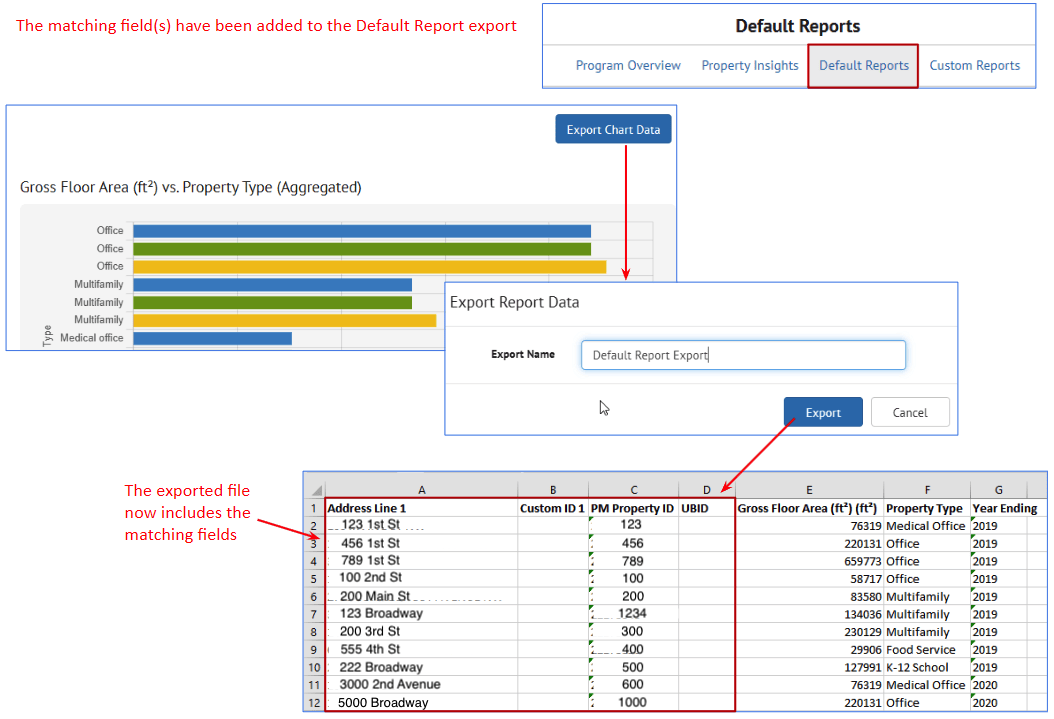 The matching field(s) have been added to the Default Report export
Default Reports
Program Overview Property Insights Default Reports Custom Reports
Export Chart Data
Gross Floor Area (ft²) vs. Property Type (Aggregated)
Office
Office
Office
Multifamily
Multifamily
Multifamily
Medical office
Type
Export Report Data
Export Name Default Report Export
Export Cancel
The exported file
now includes the
matching fields
A B C D E F G
1 Address Line 1 Custom ID 1 PM Property ID UBID Gross Floor Area (ft²) (ft²) Property Type Year Ending
2 123 1st St 123 76319 Medical Office 2019
3 456 1st St 456 220131 Office 2019
4 789 1st St 789 659773 Office 2019
5 100 2nd St 100 58717 Office 2019
6 200 Main St 200 83580 Multifamily 2019
7 123 Broadway 1234 134036 Multifamily 2019
8 200 3rd St 300 230129 Multifamily 2019
9 555 4th St 400 29906 Food Service 2019
10 222 Broadway 500 127991 K-12 School 2019
11 3000 2nd Avenue 600 76319 Medical Office 2020
12 5000 Broadway 1000 220131 Office 2020